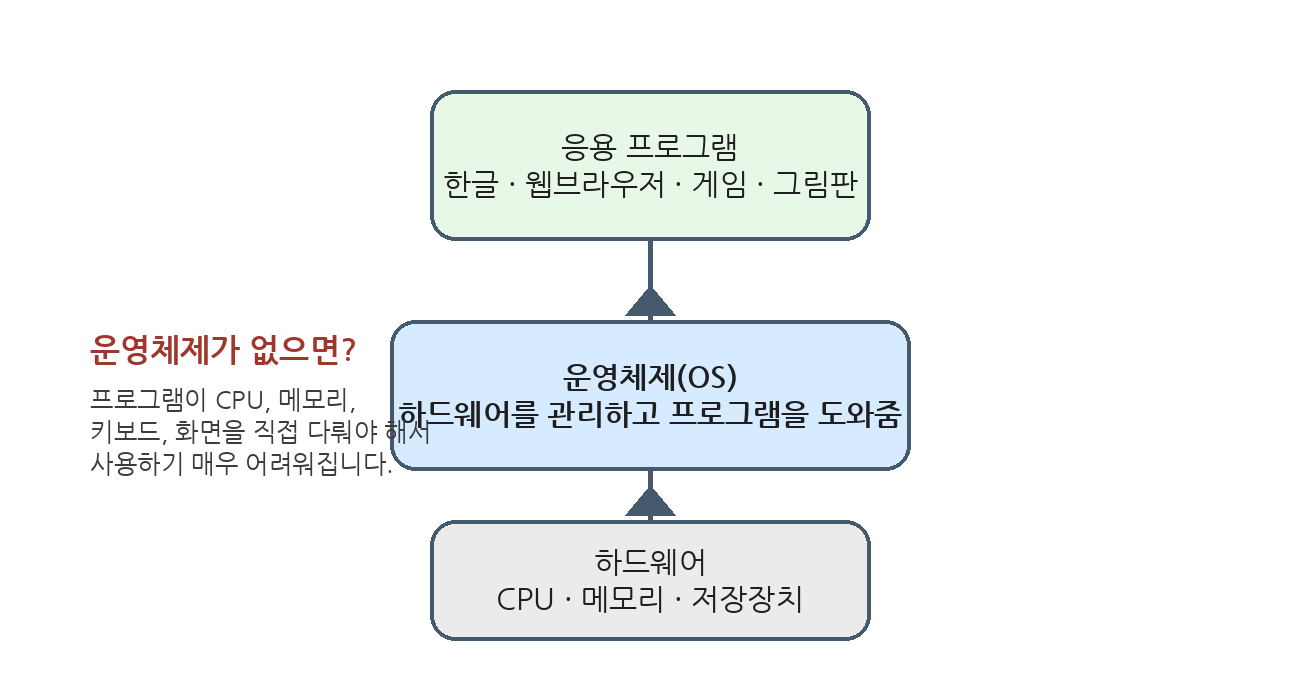 응용 프로그램
한글 · 웹브라우저 · 게임 · 그림판
운영체제가 없으면?
프로그램이 CPU, 메모리,
키보드, 화면을 직접 다뤄야 해서
사용하기 매우 어려워집니다.
운영체제(OS)
하드웨어를 관리하고 프로그램을 도와줌
하드웨어
CPU · 메모리 · 저장장치